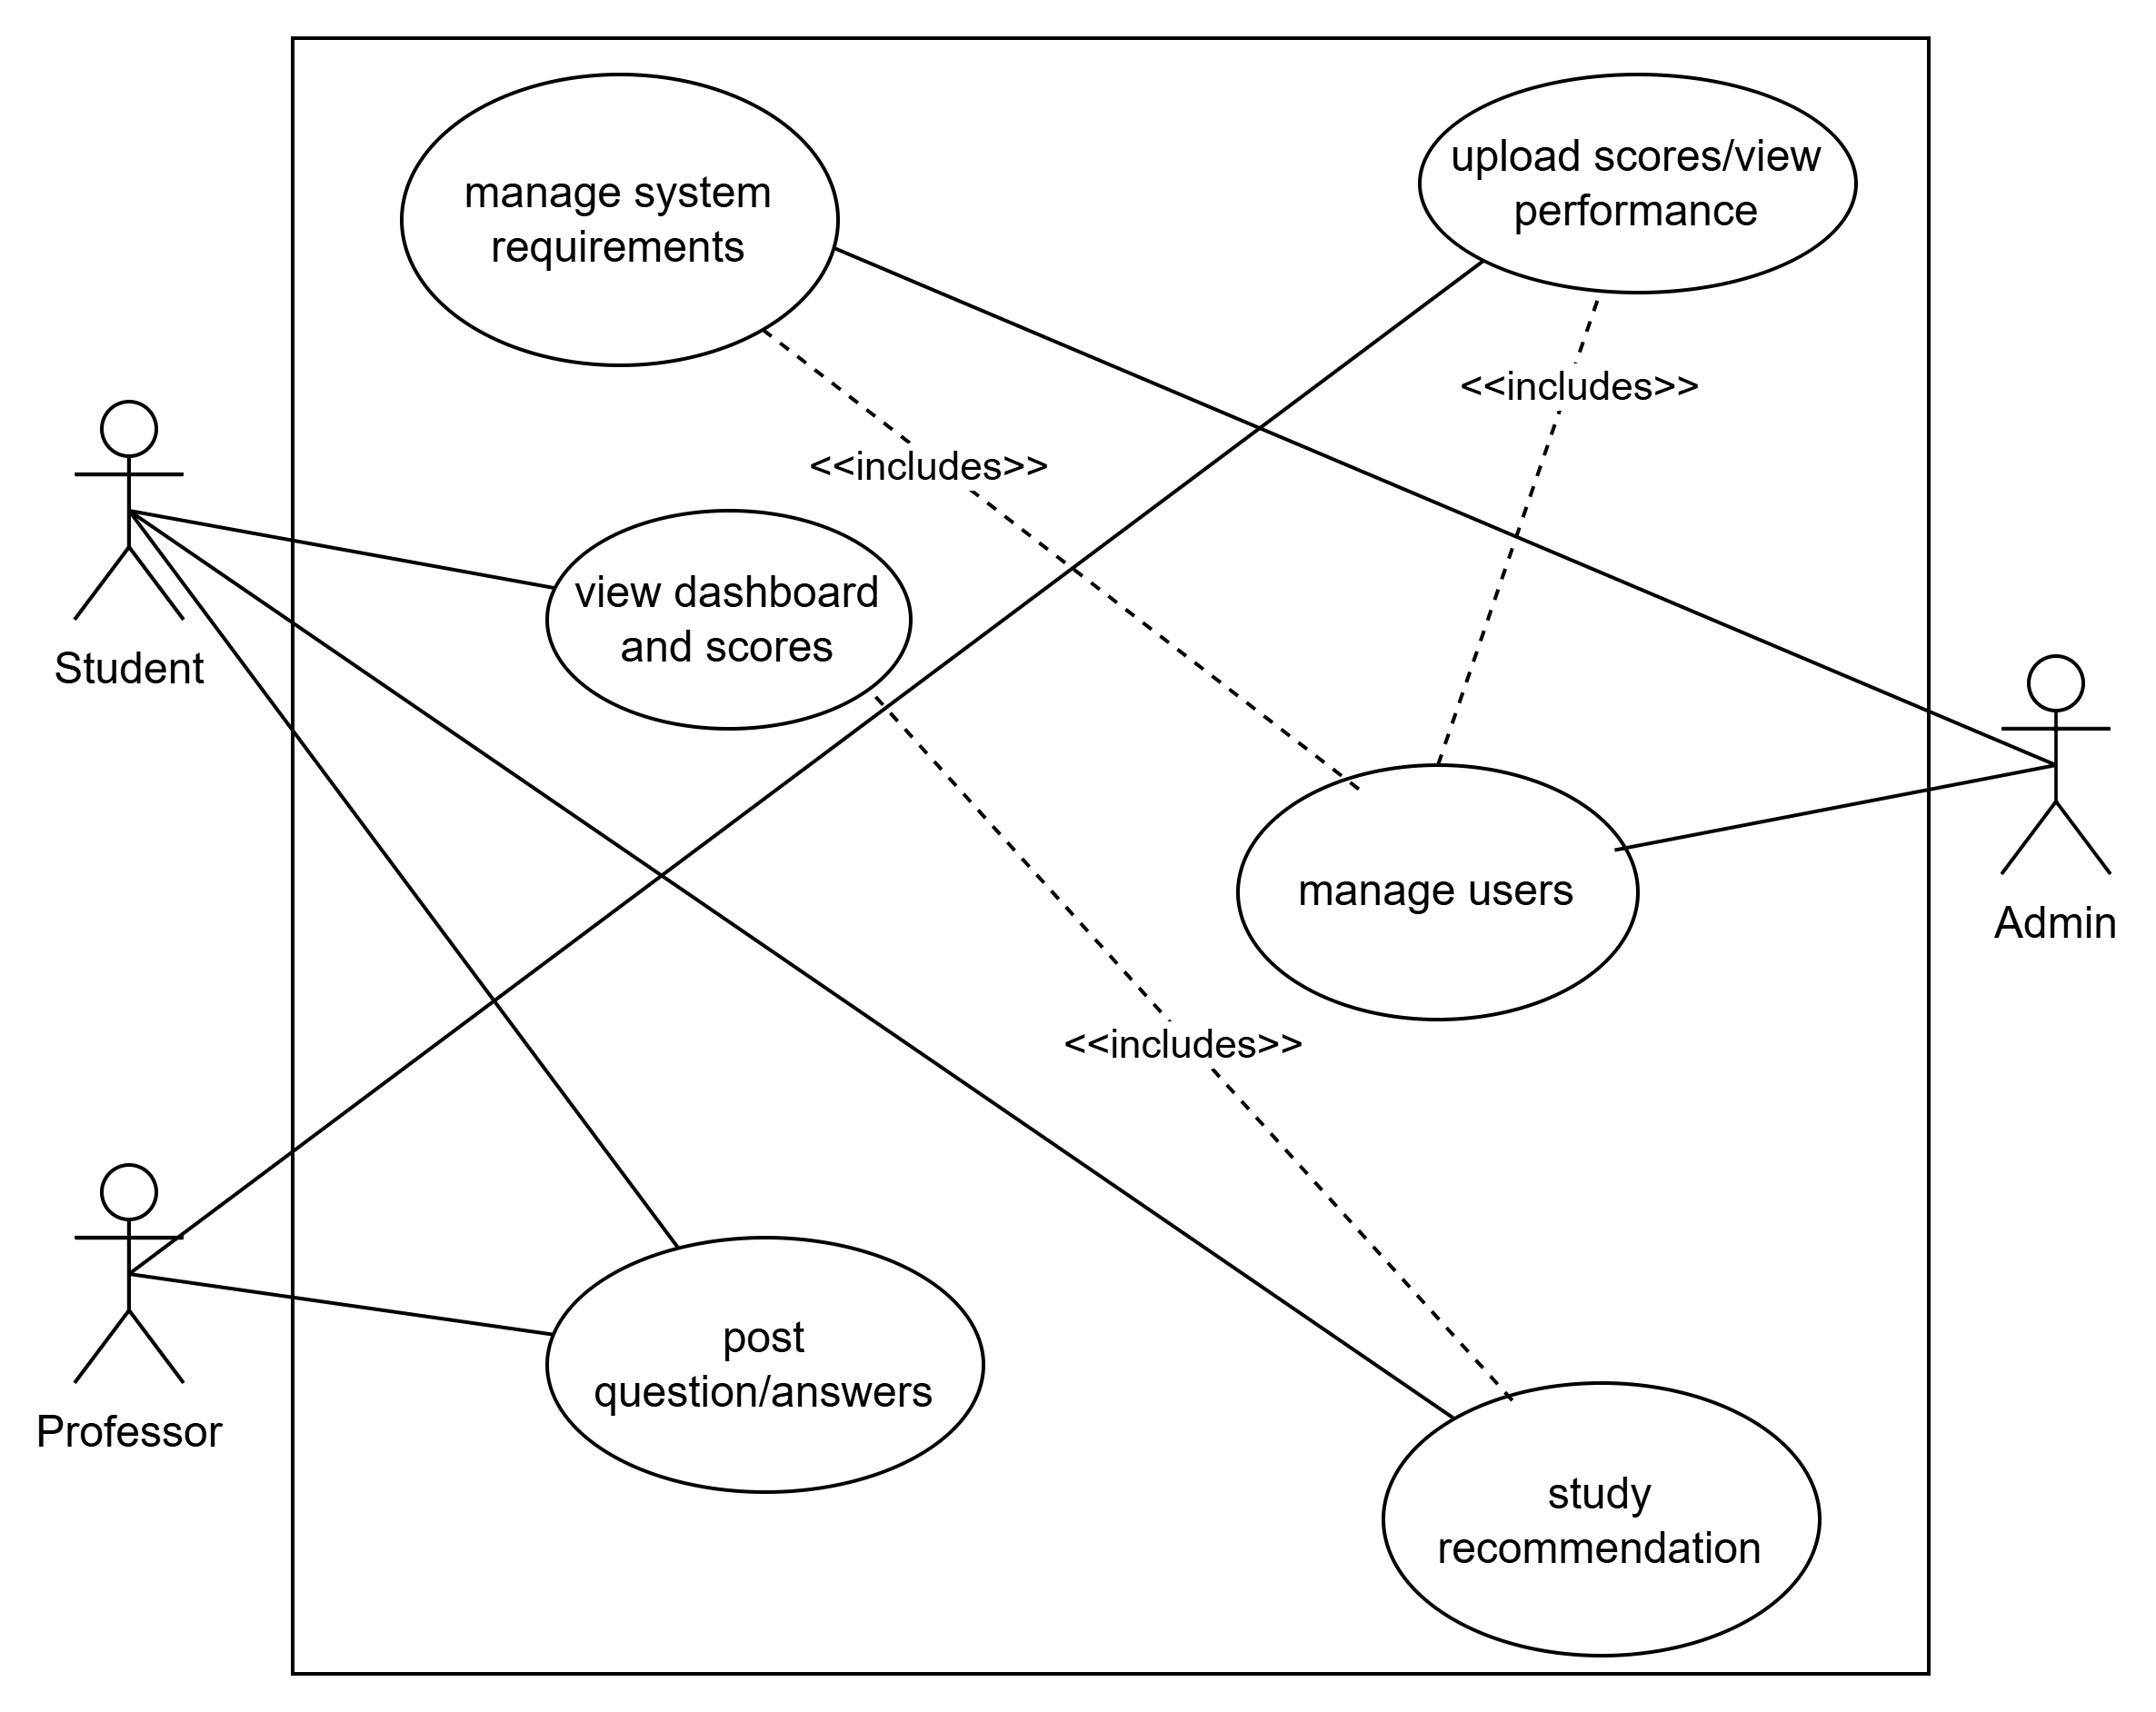 manage system
requirements
upload scores/view
performance
<<includes>>
<<includes>>
view dashboard
and scores
Student
manage users
Admin
<<includes>>
post
question/answers
Professor
study
recommendation